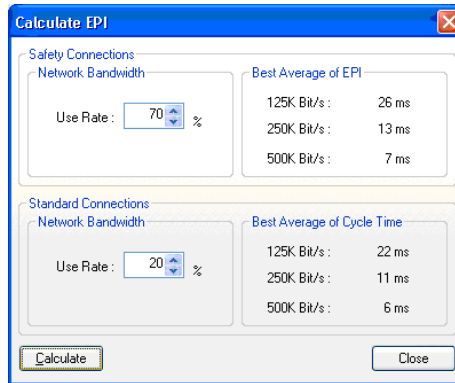 Calculate EPI
Safety Connections
Network Bandwidth
Use Rate : 70 %
Best Average of EPI
125K Bit/s : 26 ms
250K Bit/s : 13 ms
500K Bit/s : 7 ms
Standard Connections
Network Bandwidth
Use Rate : 20 %
Best Average of Cycle Time
125K Bit/s : 22 ms
250K Bit/s : 11 ms
500K Bit/s : 6 ms
Calculate
Close